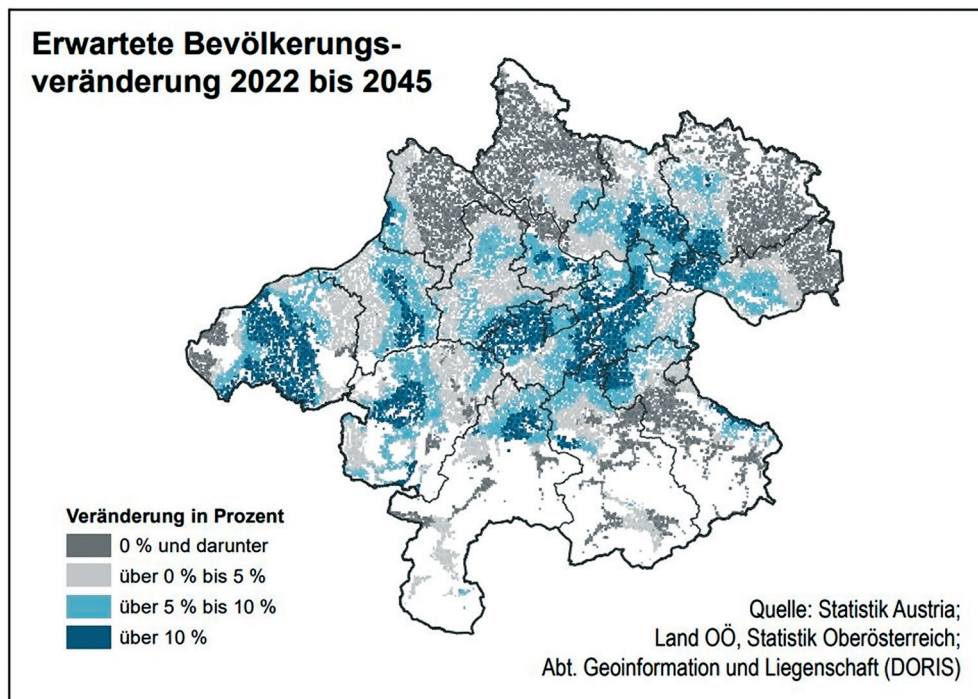 Erwartete Bevölkerungs-
veränderung 2022 bis 2045
Veränderung in Prozent
0 % und darunter
über 0 % bis 5 %
über 5 % bis 10 %
über 10 %
Quelle: Statistik Austria;
Land OÖ, Statistik Oberösterreich;
Abt. Geoinformation und Liegenschaft (DORIS)